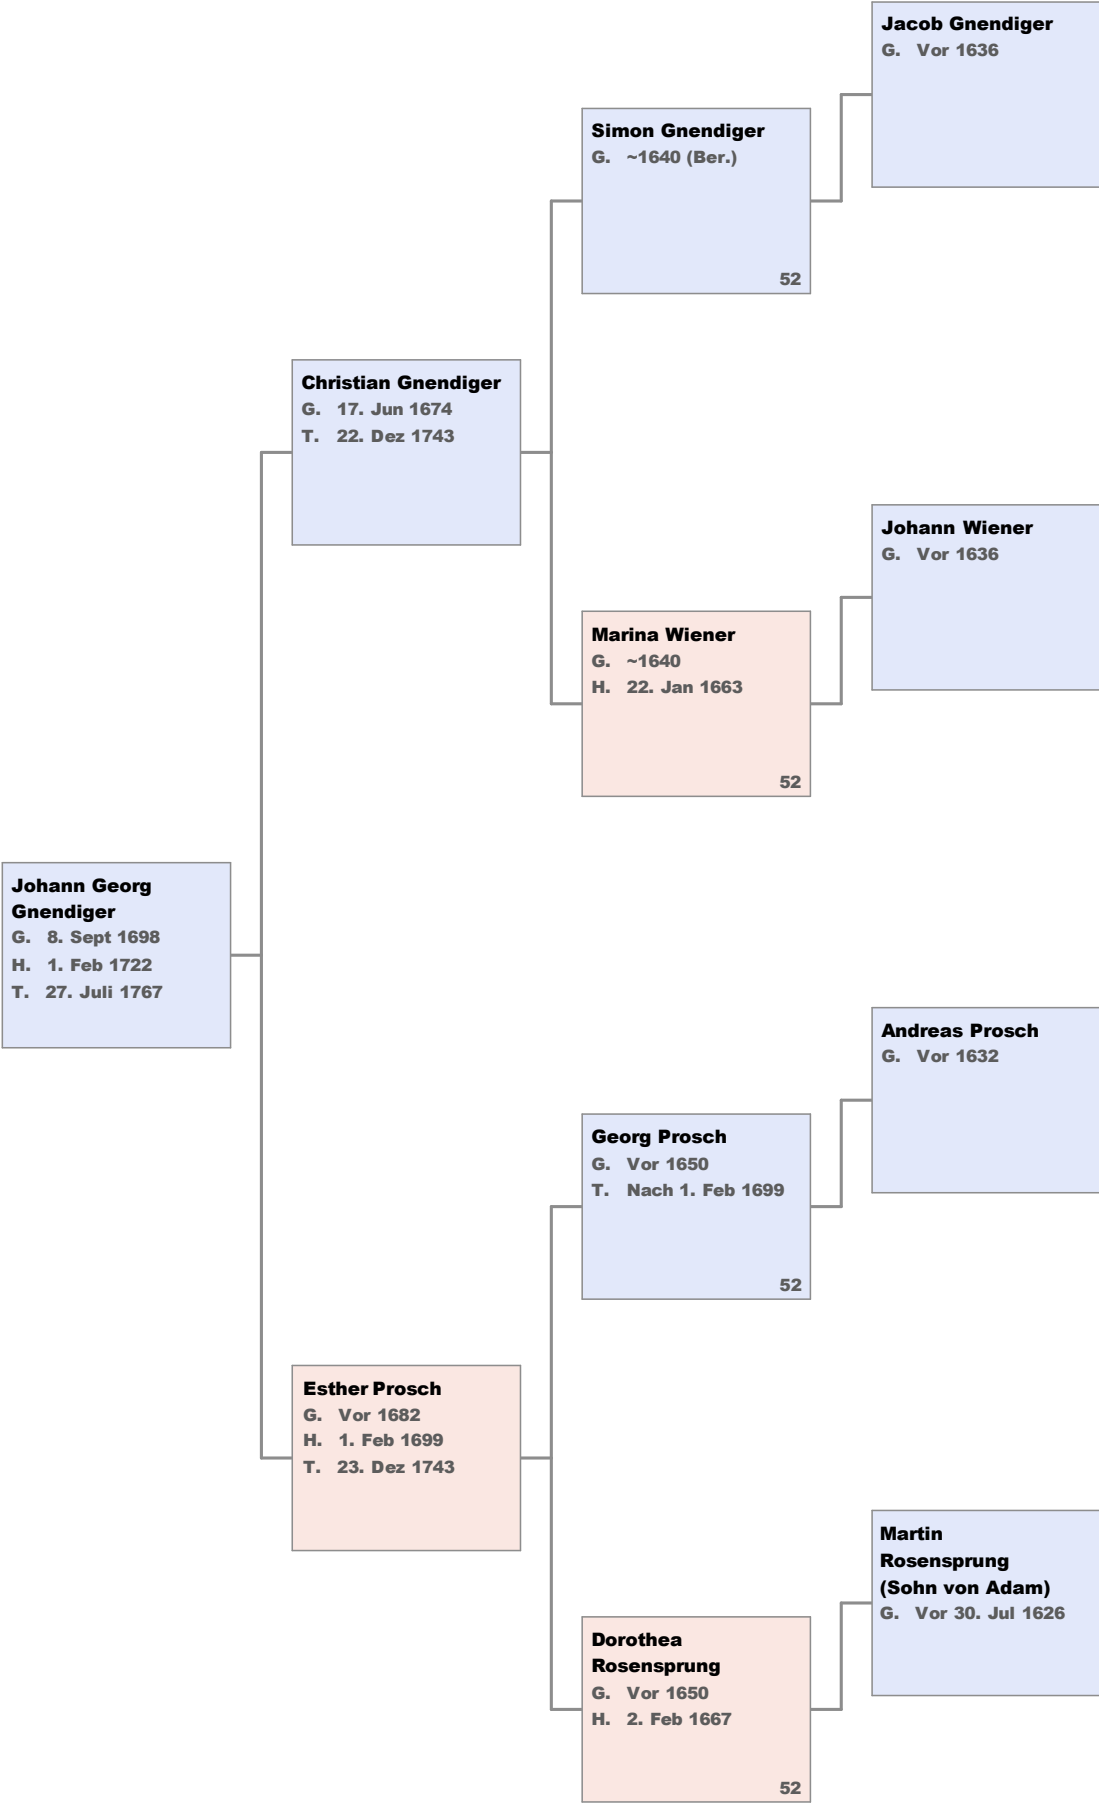 Jacob Gnendiger
G. Vor 1636
Simon Gnendiger
G. ~1640 (Ber.)
52
Christian Gnendiger
G. 17. Jun 1674
T. 22. Dez 1743
Johann Wiener
G. Vor 1636
Marina Wiener
G. ~1640
H. 22. Jan 1663
52
Johann Georg
Gnendiger
G. 8. Sept 1698
H. 1. Feb 1722
T. 27. Juli 1767
Andreas Prosch
G. Vor 1632
Georg Prosch
G. Vor 1650
T. Nach 1. Feb 1699
52
Esther Prosch
G. Vor 1682
H. 1. Feb 1699
T. 23. Dez 1743
Martin
Rosensprung
(Sohn von Adam)
G. Vor 30. Jul 1626
Dorothea
Rosensprung
G. Vor 1650
H. 2. Feb 1667
52